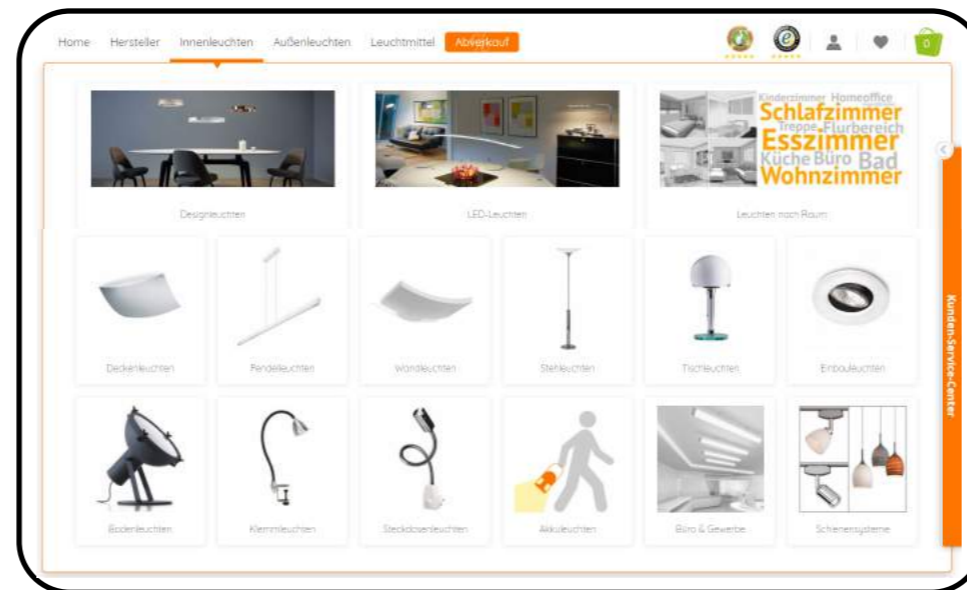 Home Hersteller Innenleuchten Außenleuchten Leuchtmittel Abverkauf
0
Kinderzimmer Homeoffice
Schlafzimmer
Treppe Flurbereich
Esszimmer
Küche Büro Bad
Wohnzimmer
Designleuchten LED-Leuchten Leuchten nach Raum
Deckenleuchten Pendelleuchten Wandleuchten Stehleuchten Tischleuchten Einbauleuchten
Bodenleuchten Klemmleuchten Steckdosenleuchten Akkuleuchten Büro & Gewerbe Schienensysteme
Kunden-Service-Center